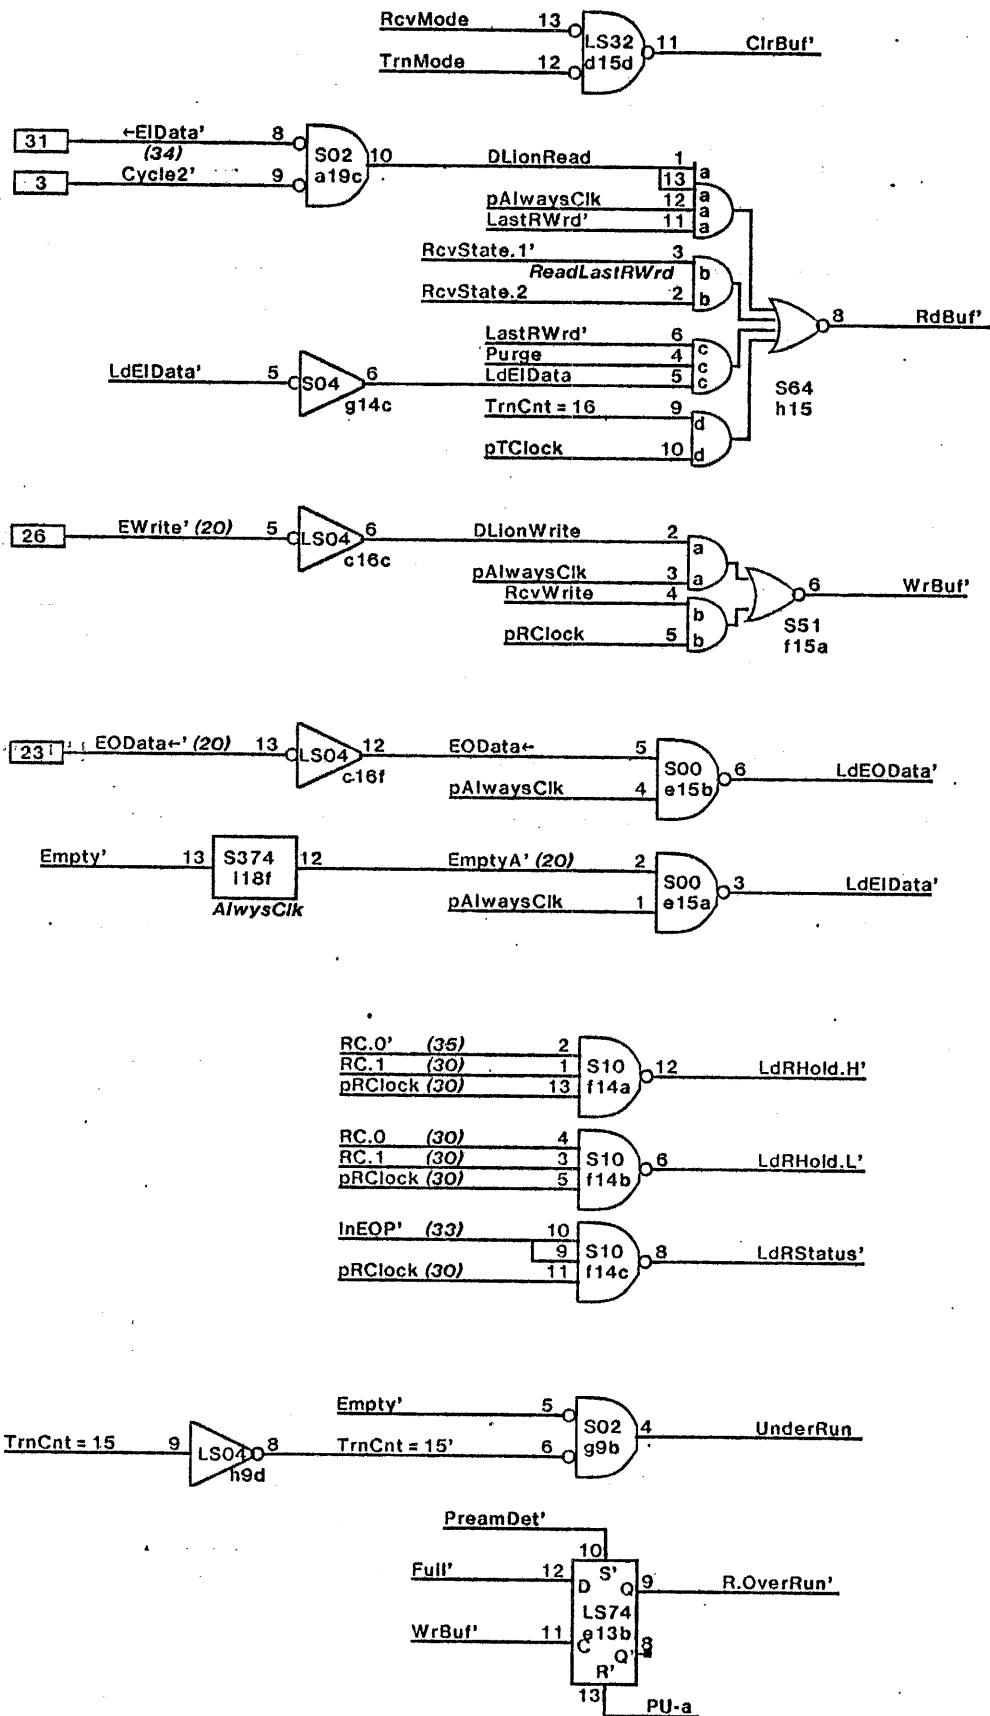 RcvMode 13
LS32 11 ClrBuf'
TrnMode 12 d15d
31 ←EIData' 8
(34) S02 10 DLionRead 1 a
3 Cycle2' 9 a19c 13 a
pAlwaysClk 12 a
LastRWrd' 11 a
RcvState.1' 3 b
ReadLastRWrd
RcvState.2 2 b
8 RdBuf'
LastRWrd' 6 c
Purge 4 c
LdEIData' 5 S04 6 LdEIData 5 c
g14c
S64
h15
TrnCnt = 16 9 d
pTClock 10 d
26 EWrite' (20) 5 LS04 6 DLionWrite 2 a
c16c
pAlwaysClk 3 a
RcvWrite 4 b
6 WrBuf'
pRClock 5 b
S51
f15a
23 EOData←' (20) 13 LS04 12 EOData← 5
c16f
S00 6 LdEOData'
pAlwaysClk 4 e15b
Empty' 13 S374 12 EmptyA' (20) 2
l18f
S00 3 LdEIData'
AlwysClk
pAlwaysClk 1 e15a
RC.0' (35) 2
RC.1 (30) 1 S10 12 LdRHold.H'
pRClock (30) 13 f14a
RC.0 (30) 4
RC.1 (30) 3 S10 6 LdRHold.L'
pRClock (30) 5 f14b
InEOP' (33) 10
9 S10 8 LdRStatus'
pRClock (30) 11 f14c
Empty' 5
S02 4 UnderRun
TrnCnt = 15 9 LS04 8 TrnCnt = 15' 6 g9b
h9d
PreamDet'
10
S'
Full' 12 D Q 9 R.OverRun'
LS74
WrBuf' 11 C e13b 8
Q'
R'
13
PU-a